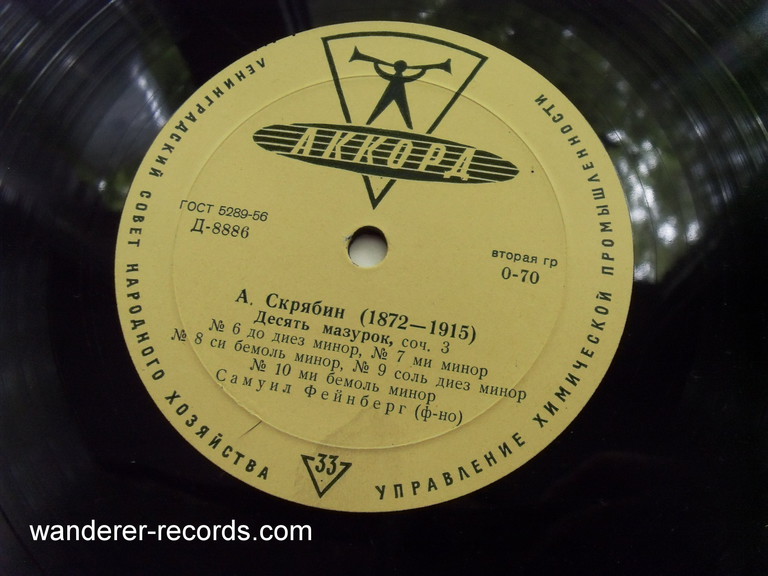 ЛЕНИНГРАДСКИЙ СОВЕТ НАРОДНОГО ХОЗЯЙСТВА
УПРАВЛЕНИЕ ХИМИЧЕСКОЙ ПРОМЫШЛЕННОСТИ
АККОРД
ГОСТ 5289-56
Д-8886
вторая гр
0-70
А. Скрябин (1872—1915)
Десять мазурок, соч. 3
№ 6 до диез минор, № 7 ми минор
№ 8 си бемоль минор, № 9 соль диез минор
№ 10 ми бемоль минор
Самуил Фейнберг (ф-но)
33
wanderer-records.com